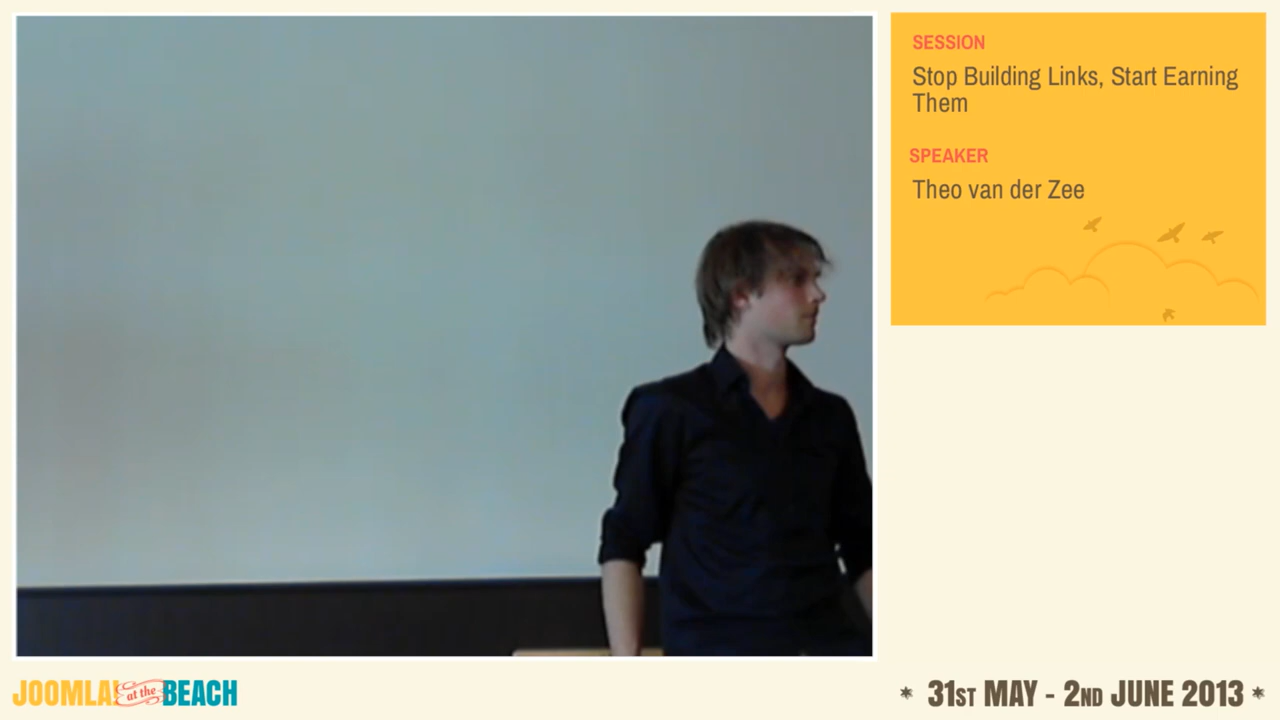 SESSION
Stop Building Links, Start Earning
Them
SPEAKER
Theo van der Zee
JOOMLA! at the BEACH
* 31ST MAY - 2ND JUNE 2013 *